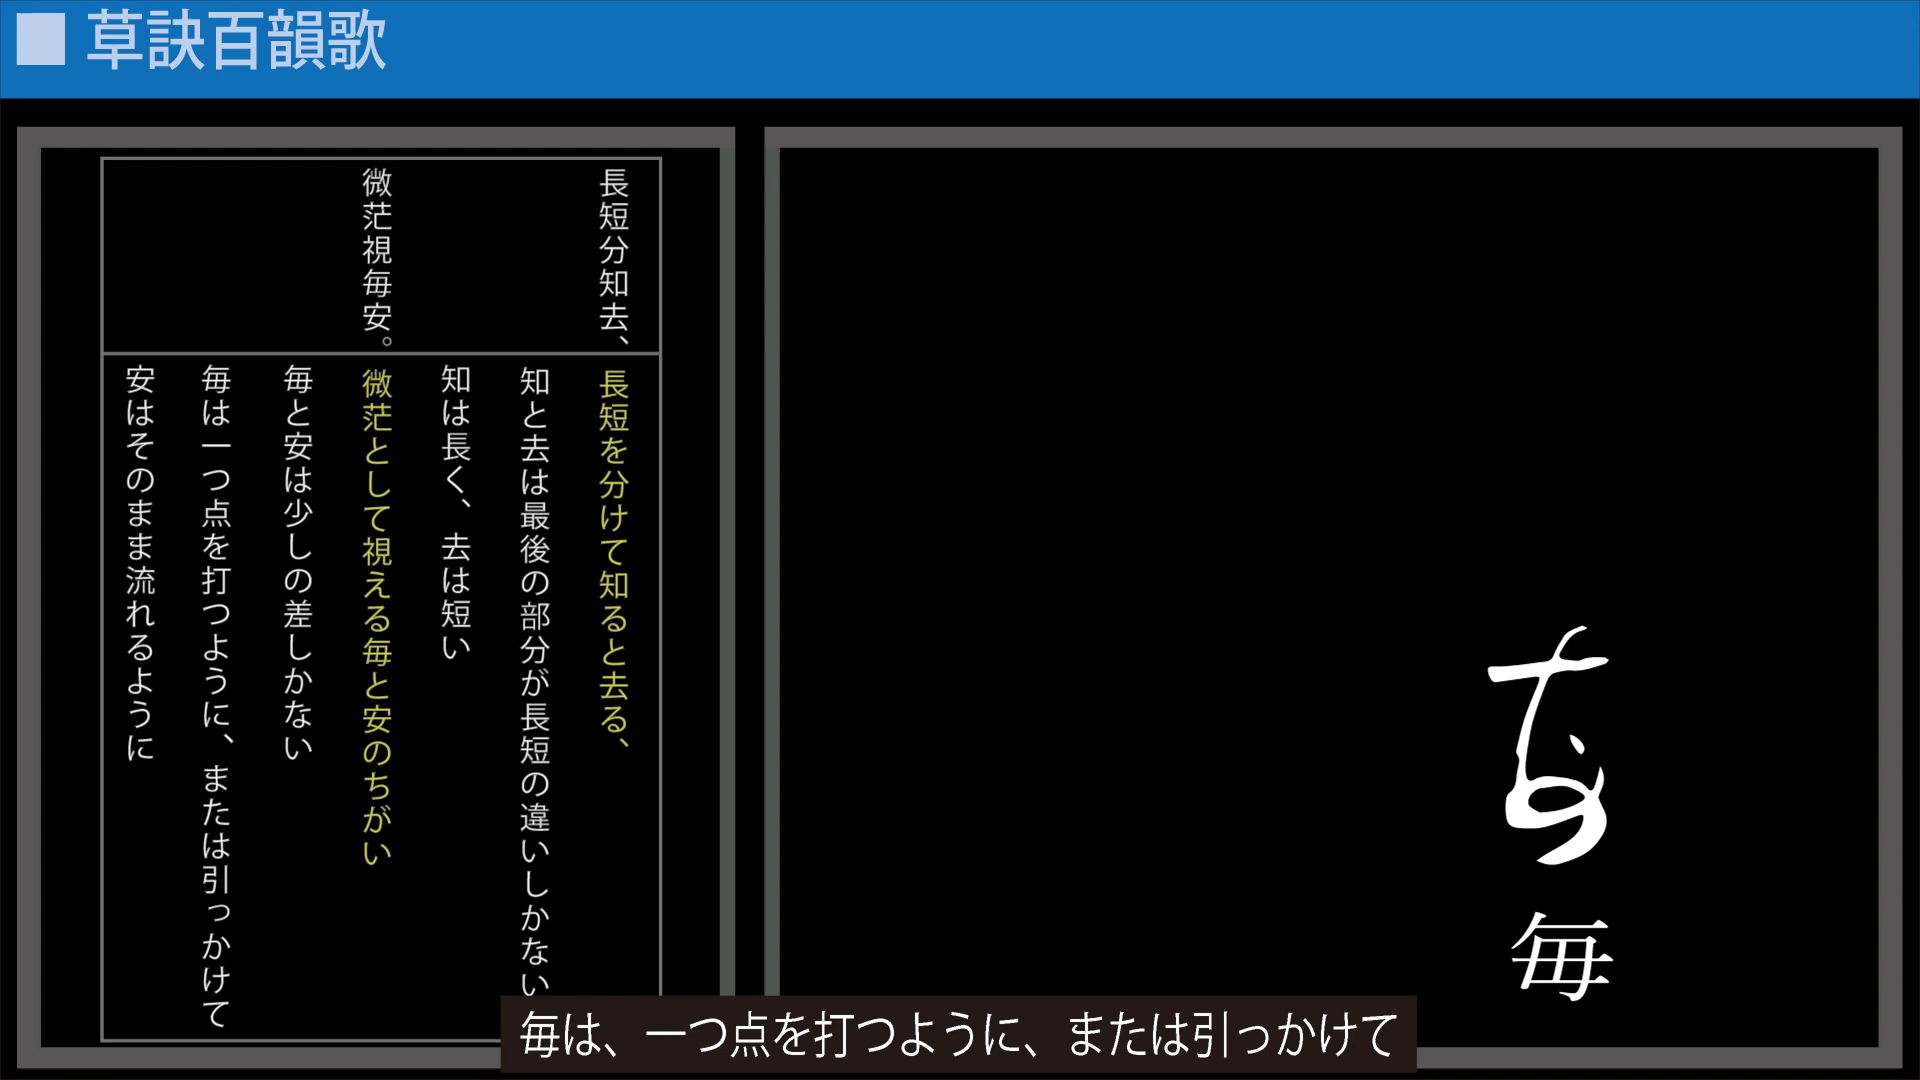 ■ 草訣百韻歌
長短分知去、
微茫視毎安。
長短を分けて知ると去る、
知と去は最後の部分が長短の違いしかない
知は長く、去は短い
微茫として視える毎と安のちがい
毎と安は少しの差しかない
毎は一つ点を打つように、または引っかけて
安はそのまま流れるように
毎
毎は、一つ点を打つように、または引っかけて